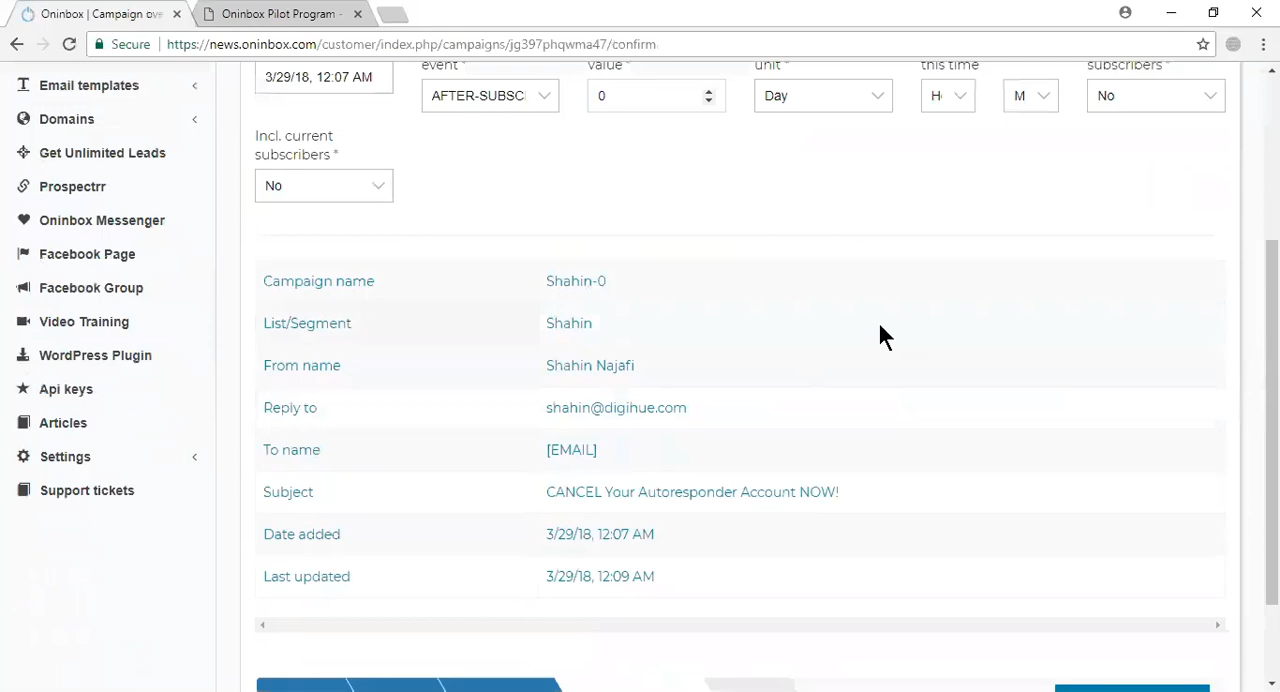 Oninbox | Campaign ove
Oninbox Pilot Program -
Secure https://news.oninbox.com/customer/index.php/campaigns/jg397phqwma47/confirm
Email templates
Domains
Get Unlimited Leads
Prospectrr
Oninbox Messenger
Facebook Page
Facebook Group
Video Training
WordPress Plugin
Api keys
Articles
Settings
Support tickets
event * value * unit * this time subscribers *
3/29/18, 12:07 AM AFTER-SUBSC 0 Day H M No
Incl. current
subscribers *
No
Campaign name Shahin-0
List/Segment Shahin
From name Shahin Najafi
Reply to shahin@digihue.com
To name [EMAIL]
Subject CANCEL Your Autoresponder Account NOW!
Date added 3/29/18, 12:07 AM
Last updated 3/29/18, 12:09 AM